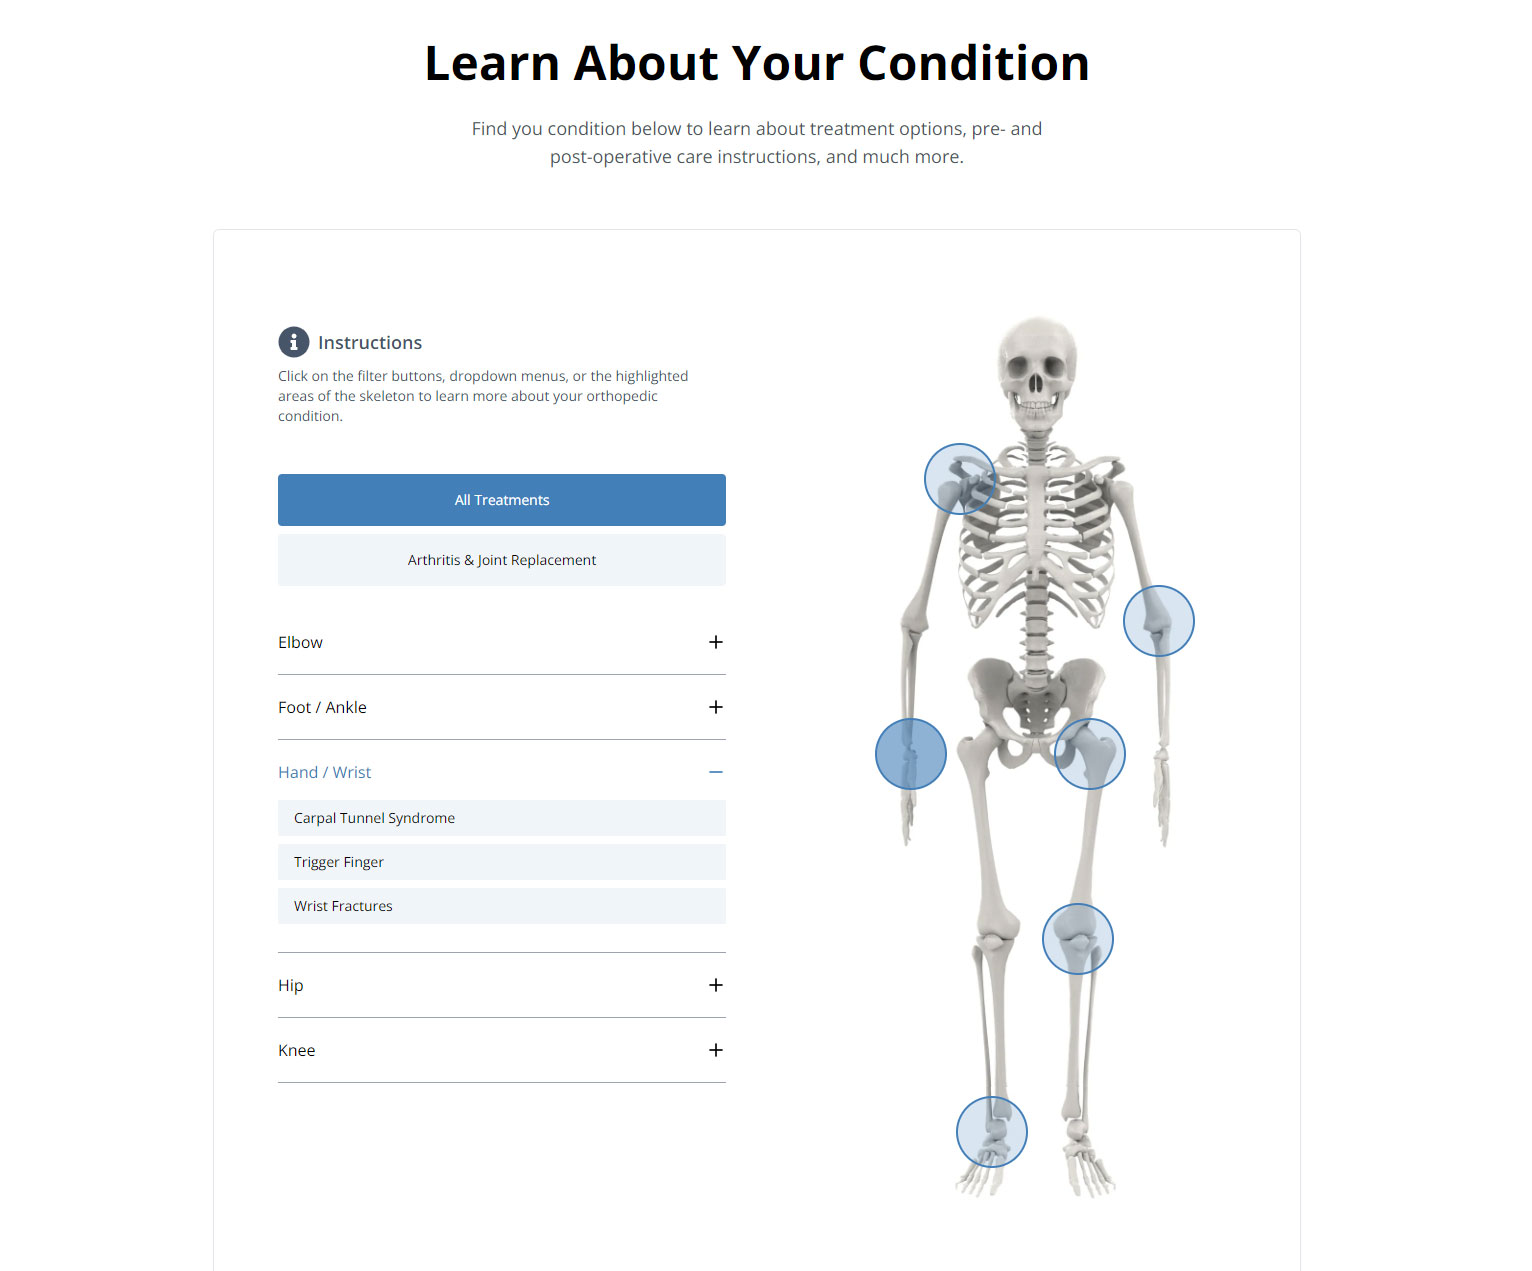 Learn About Your Condition
Find you condition below to learn about treatment options, pre- and
post-operative care instructions, and much more.
Instructions
Click on the filter buttons, dropdown menus, or the highlighted
areas of the skeleton to learn more about your orthopedic
condition.
All Treatments
Arthritis & Joint Replacement
Elbow
Foot / Ankle
Hand / Wrist
Carpal Tunnel Syndrome
Trigger Finger
Wrist Fractures
Hip
Knee